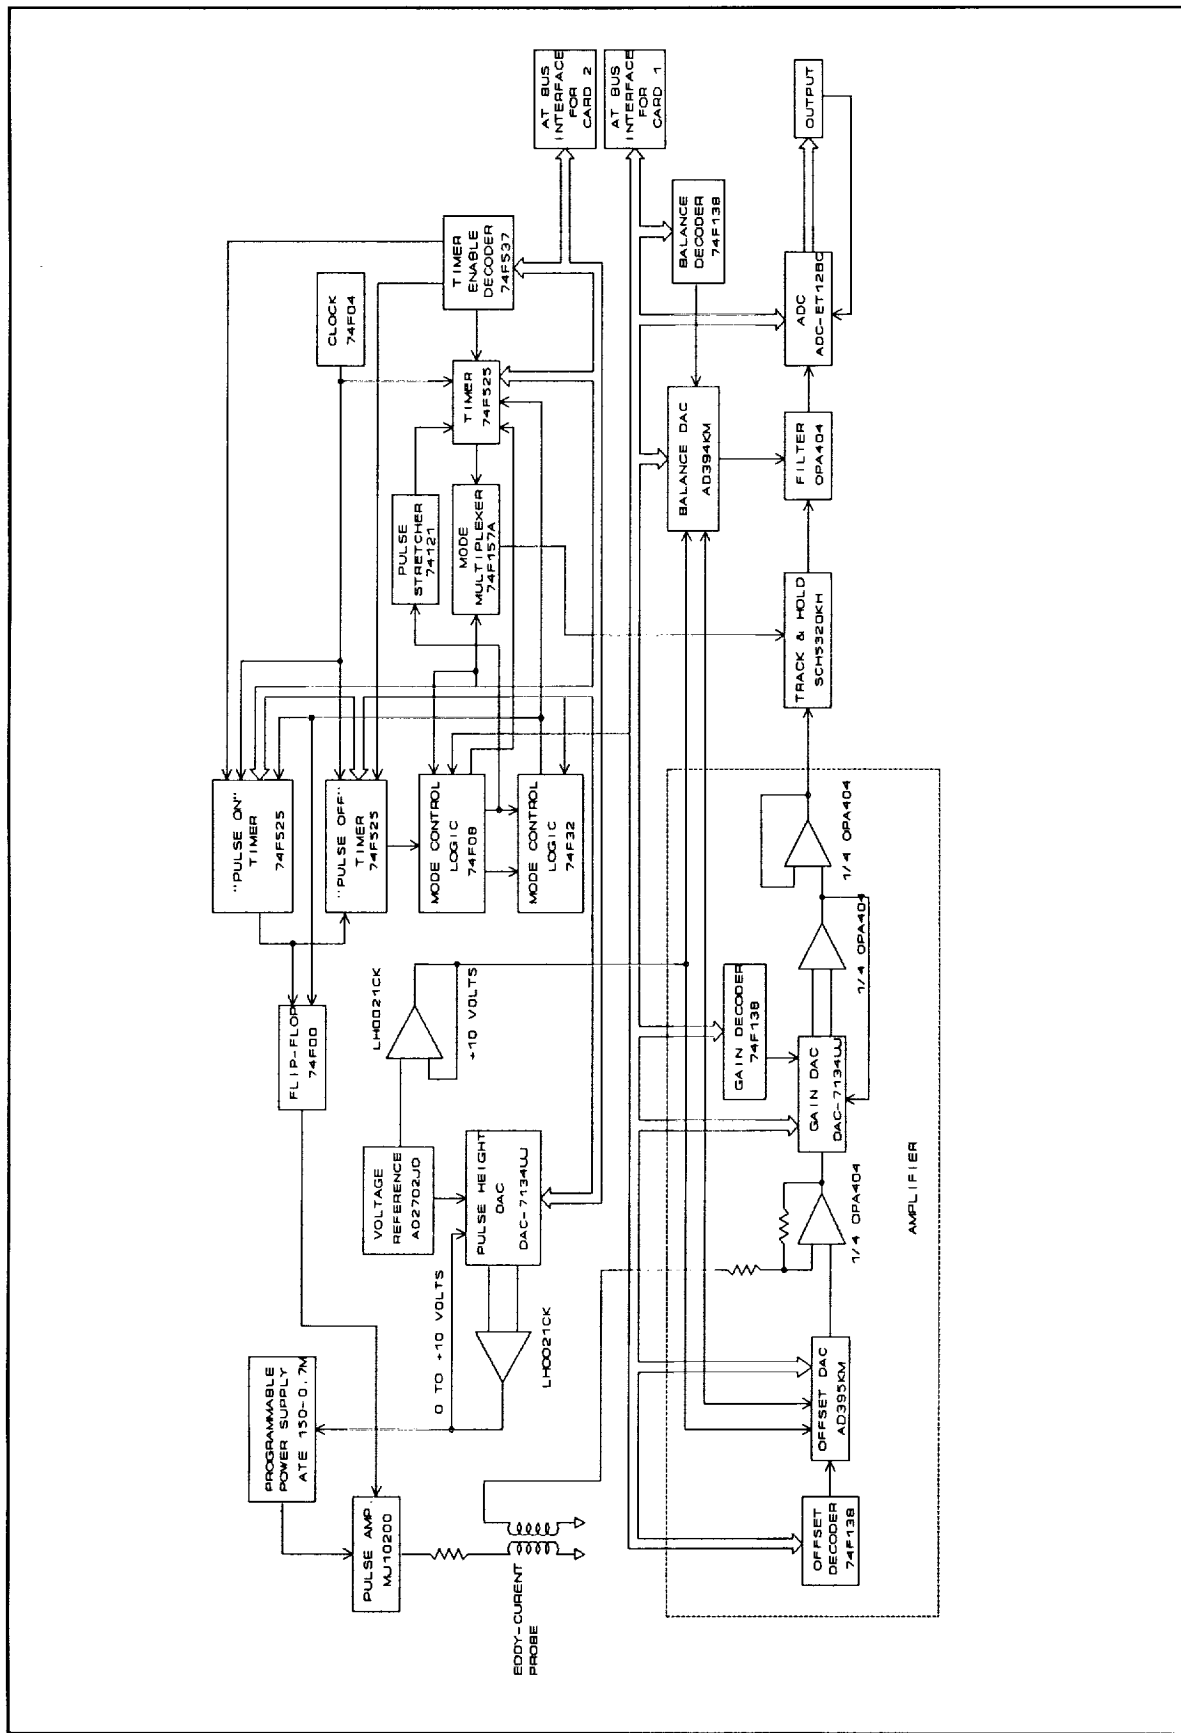 PROGRAMMABLE
POWER SUPPLY
ATE 150-0.7M
PULSE AMP
MJ10200
EDDY-CURENT
PROBE
FLIP-FLOP
74F00
"PULSE ON"
TIMER
74F525
"PULSE OFF"
TIMER
74F525
MODE CONTROL
LOGIC
74F08
MODE CONTROL
LOGIC
74F32
CLOCK
74F04
TIMER
ENABLE
DECODER
74F537
TIMER
74F525
PULSE
STRETCHER
74121
MODE
MULTIPLEXER
74F157A
AT BUS
INTERFACE
FOR
CARD 2
AT BUS
INTERFACE
FOR
CARD 1
VOLTAGE
REFERENCE
AD2702JD
LH0021CK
+10 VOLTS
PULSE HEIGHT
DAC
DAC-7134UJ
0 TO +10 VOLTS
LH0021CK
BALANCE
DECODER
74F138
BALANCE DAC
AD394KM
OFFSET
DECODER
74F138
OFFSET DAC
AD395KM
1/4 OPA404
GAIN DECODER
74F138
GAIN DAC
DAC-7134UJ
1/4 OPA404
1/4 OPA404
AMPLIFIER
TRACK & HOLD
SCH5320KH
FILTER
OPA404
ADC
ADC-ET12BC
OUTPUT